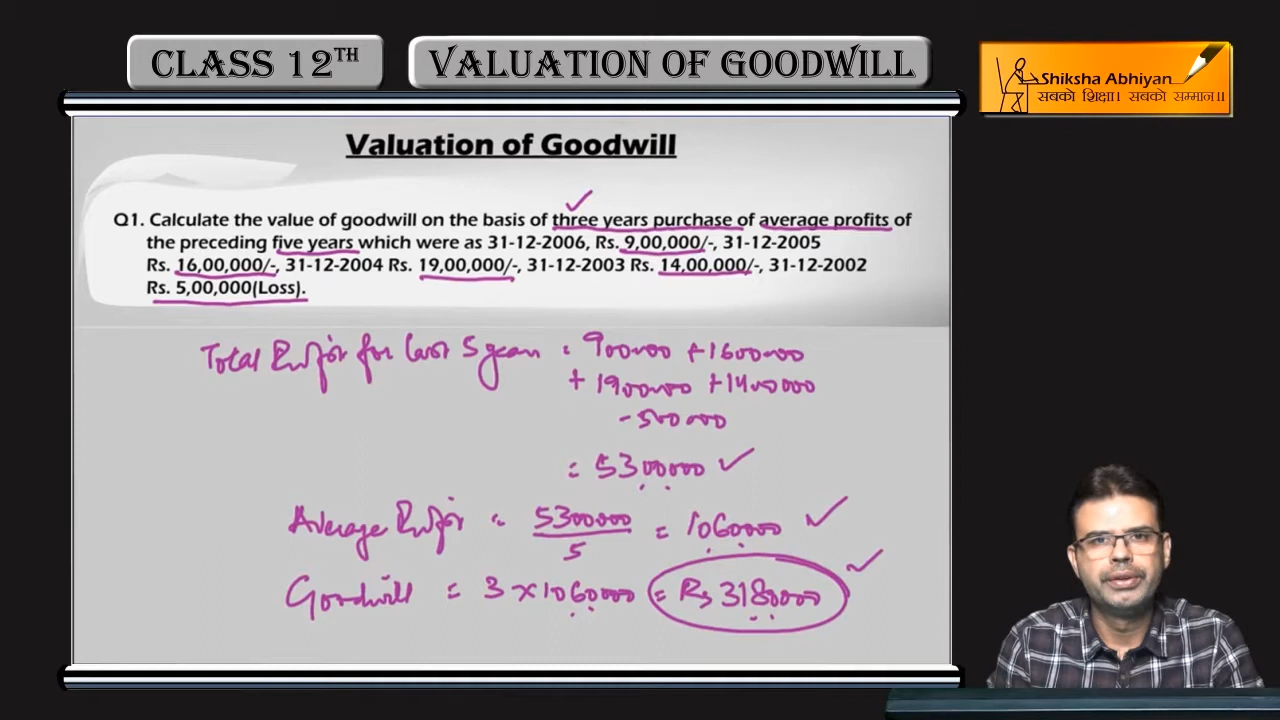 CLASS 12TH
VALUATION OF GOODWILL
Shiksha Abhiyan
सबको शिक्षा। सबको सम्मान।।
Valuation of Goodwill
Q1. Calculate the value of goodwill on the basis of three years purchase of average profits of
the preceding five years which were as 31-12-2006, Rs. 9,00,000/-, 31-12-2005
Rs. 16,00,000/-, 31-12-2004 Rs. 19,00,000/-, 31-12-2003 Rs. 14,00,000/-, 31-12-2002
Rs. 5,00,000(Loss).
Total Profit for last 5 year = 900000 + 1600000
+ 1900000 + 1400000
- 500000
= 5300000
Average Profit = 5300000 / 5 = 1060000
Goodwill = 3 × 1060000 = Rs 3180000